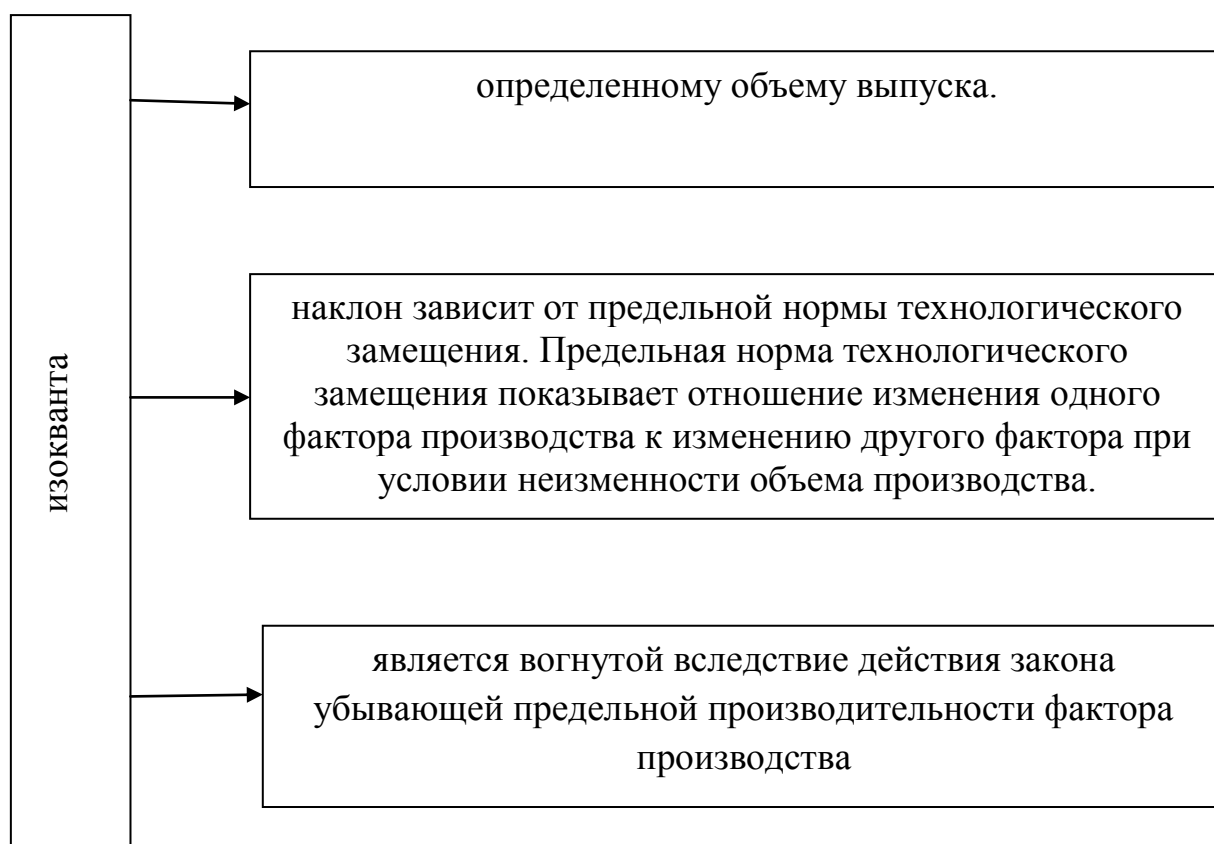 изокванта
определенному объему выпуска.
наклон зависит от предельной нормы технологического
замещения. Предельная норма технологического
замещения показывает отношение изменения одного
фактора производства к изменению другого фактора при
условии неизменности объема производства.
является вогнутой вследствие действия закона
убывающей предельной производительности фактора
производства